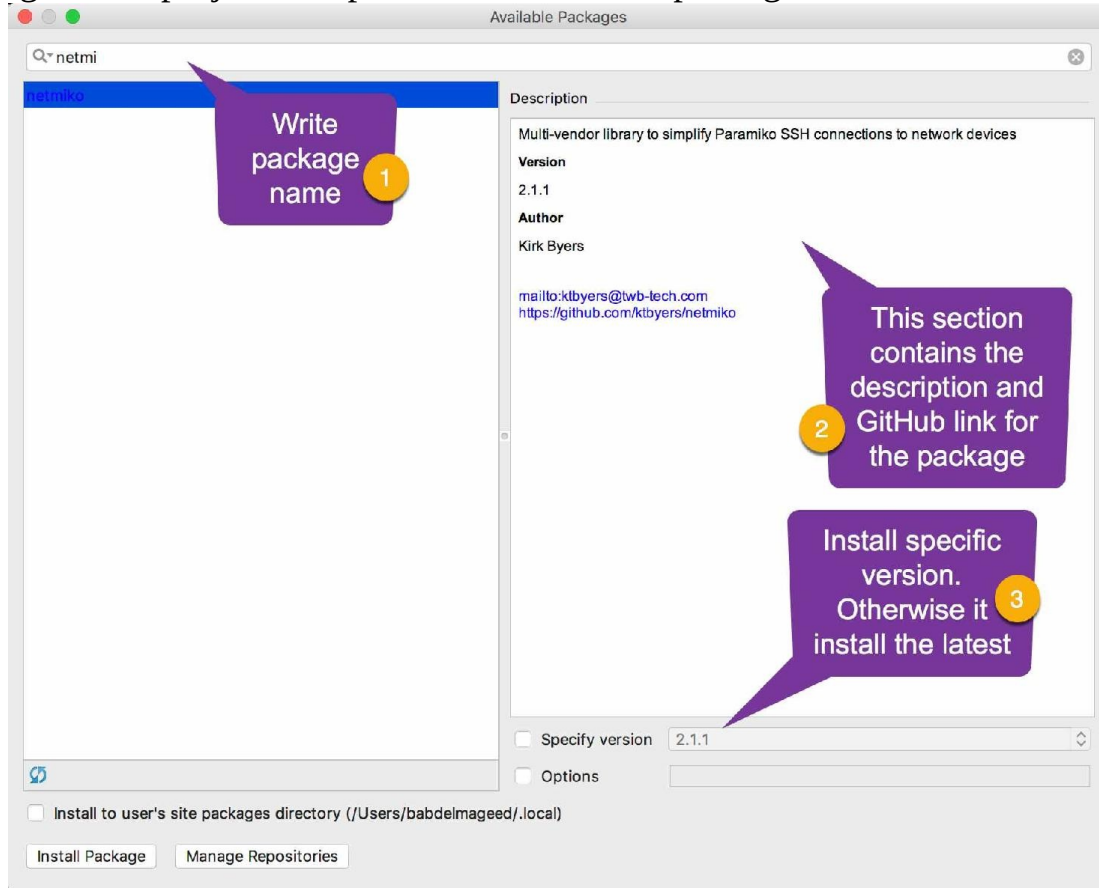 Available Packages
netmi
netmiko
Write
package
name
1
Description
Multi-vendor library to simplify Paramiko SSH connections to network devices
Version
2.1.1
Author
Kirk Byers
mailto:ktbyers@twb-tech.com
https://github.com/ktbyers/netmiko
This section
contains the
description and
GitHub link for
the package
2
Install specific
version.
Otherwise it
install the latest
3
Specify version 2.1.1
Options
Install to user's site packages directory (/Users/babdelmageed/.local)
Install Package Manage Repositories